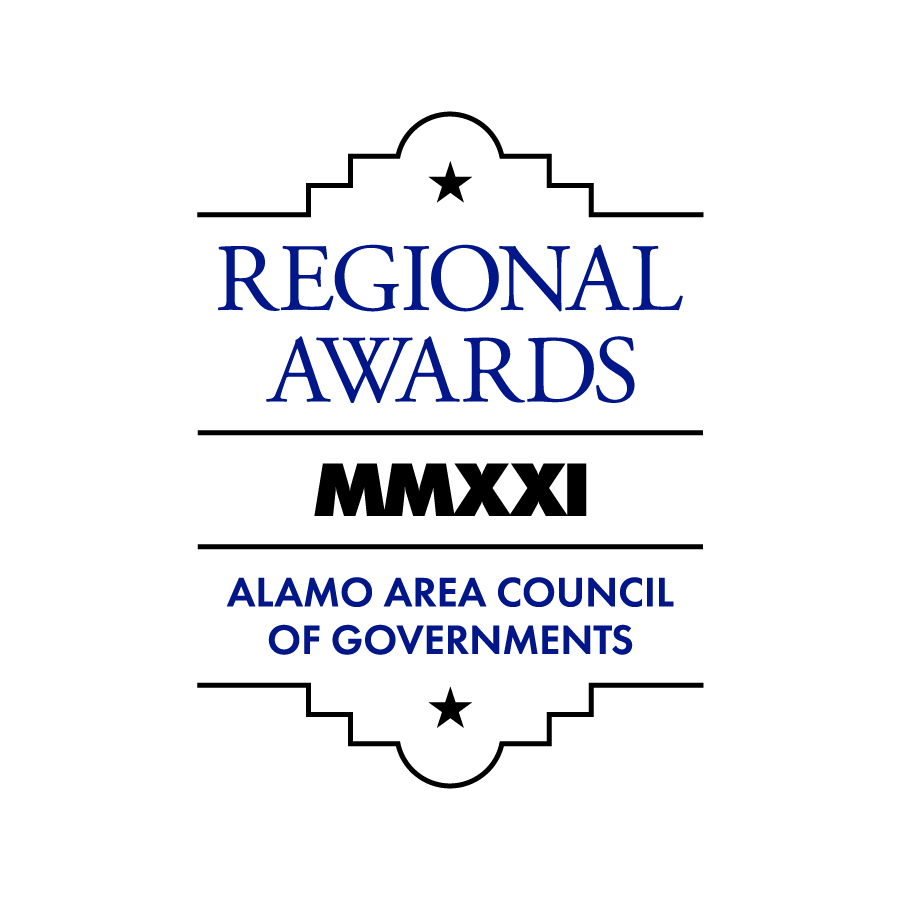 REGIONAL
AWARDS
MMXXI
ALAMO AREA COUNCIL
OF GOVERNMENTS